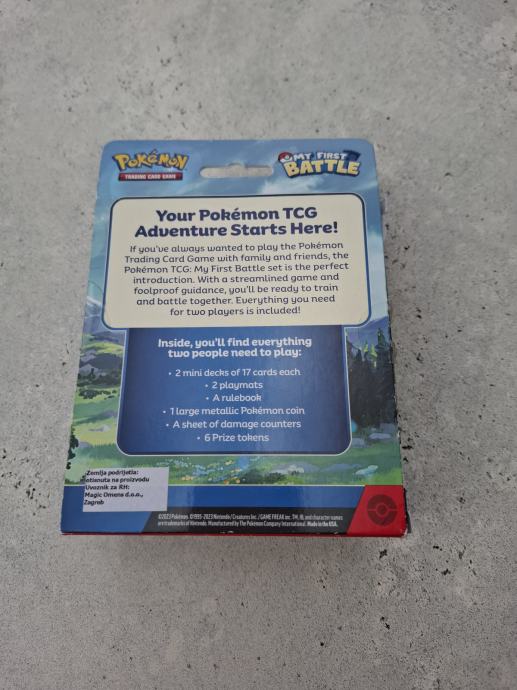 Pokémon
TRADING CARD GAME
MY FIRST
BATTLE
Your Pokémon TCG
Adventure Starts Here!
If you've always wanted to play the Pokémon
Trading Card Game with family and friends, the
Pokémon TCG: My First Battle set is the perfect
introduction. With a streamlined game and
foolproof guidance, you'll be ready to train
and battle together. Everything you need
for two players is included!
Inside, you'll find everything
two people need to play:
• 2 mini decks of 17 cards each
• 2 playmats
• A rulebook
• 1 large metallic Pokémon coin
• A sheet of damage counters
• 6 Prize tokens
Zemlja podrijetla:
otisnuta na proizvodu
Uvoznik za RH:
Magic Omens d.o.o.,
Zagreb
©2023 Pokémon. ©1995-2023 Nintendo/Creatures Inc./GAME FREAK inc. TM, ®, and character names
are trademarks of Nintendo. Manufactured by The Pokémon Company International. Made in the USA.